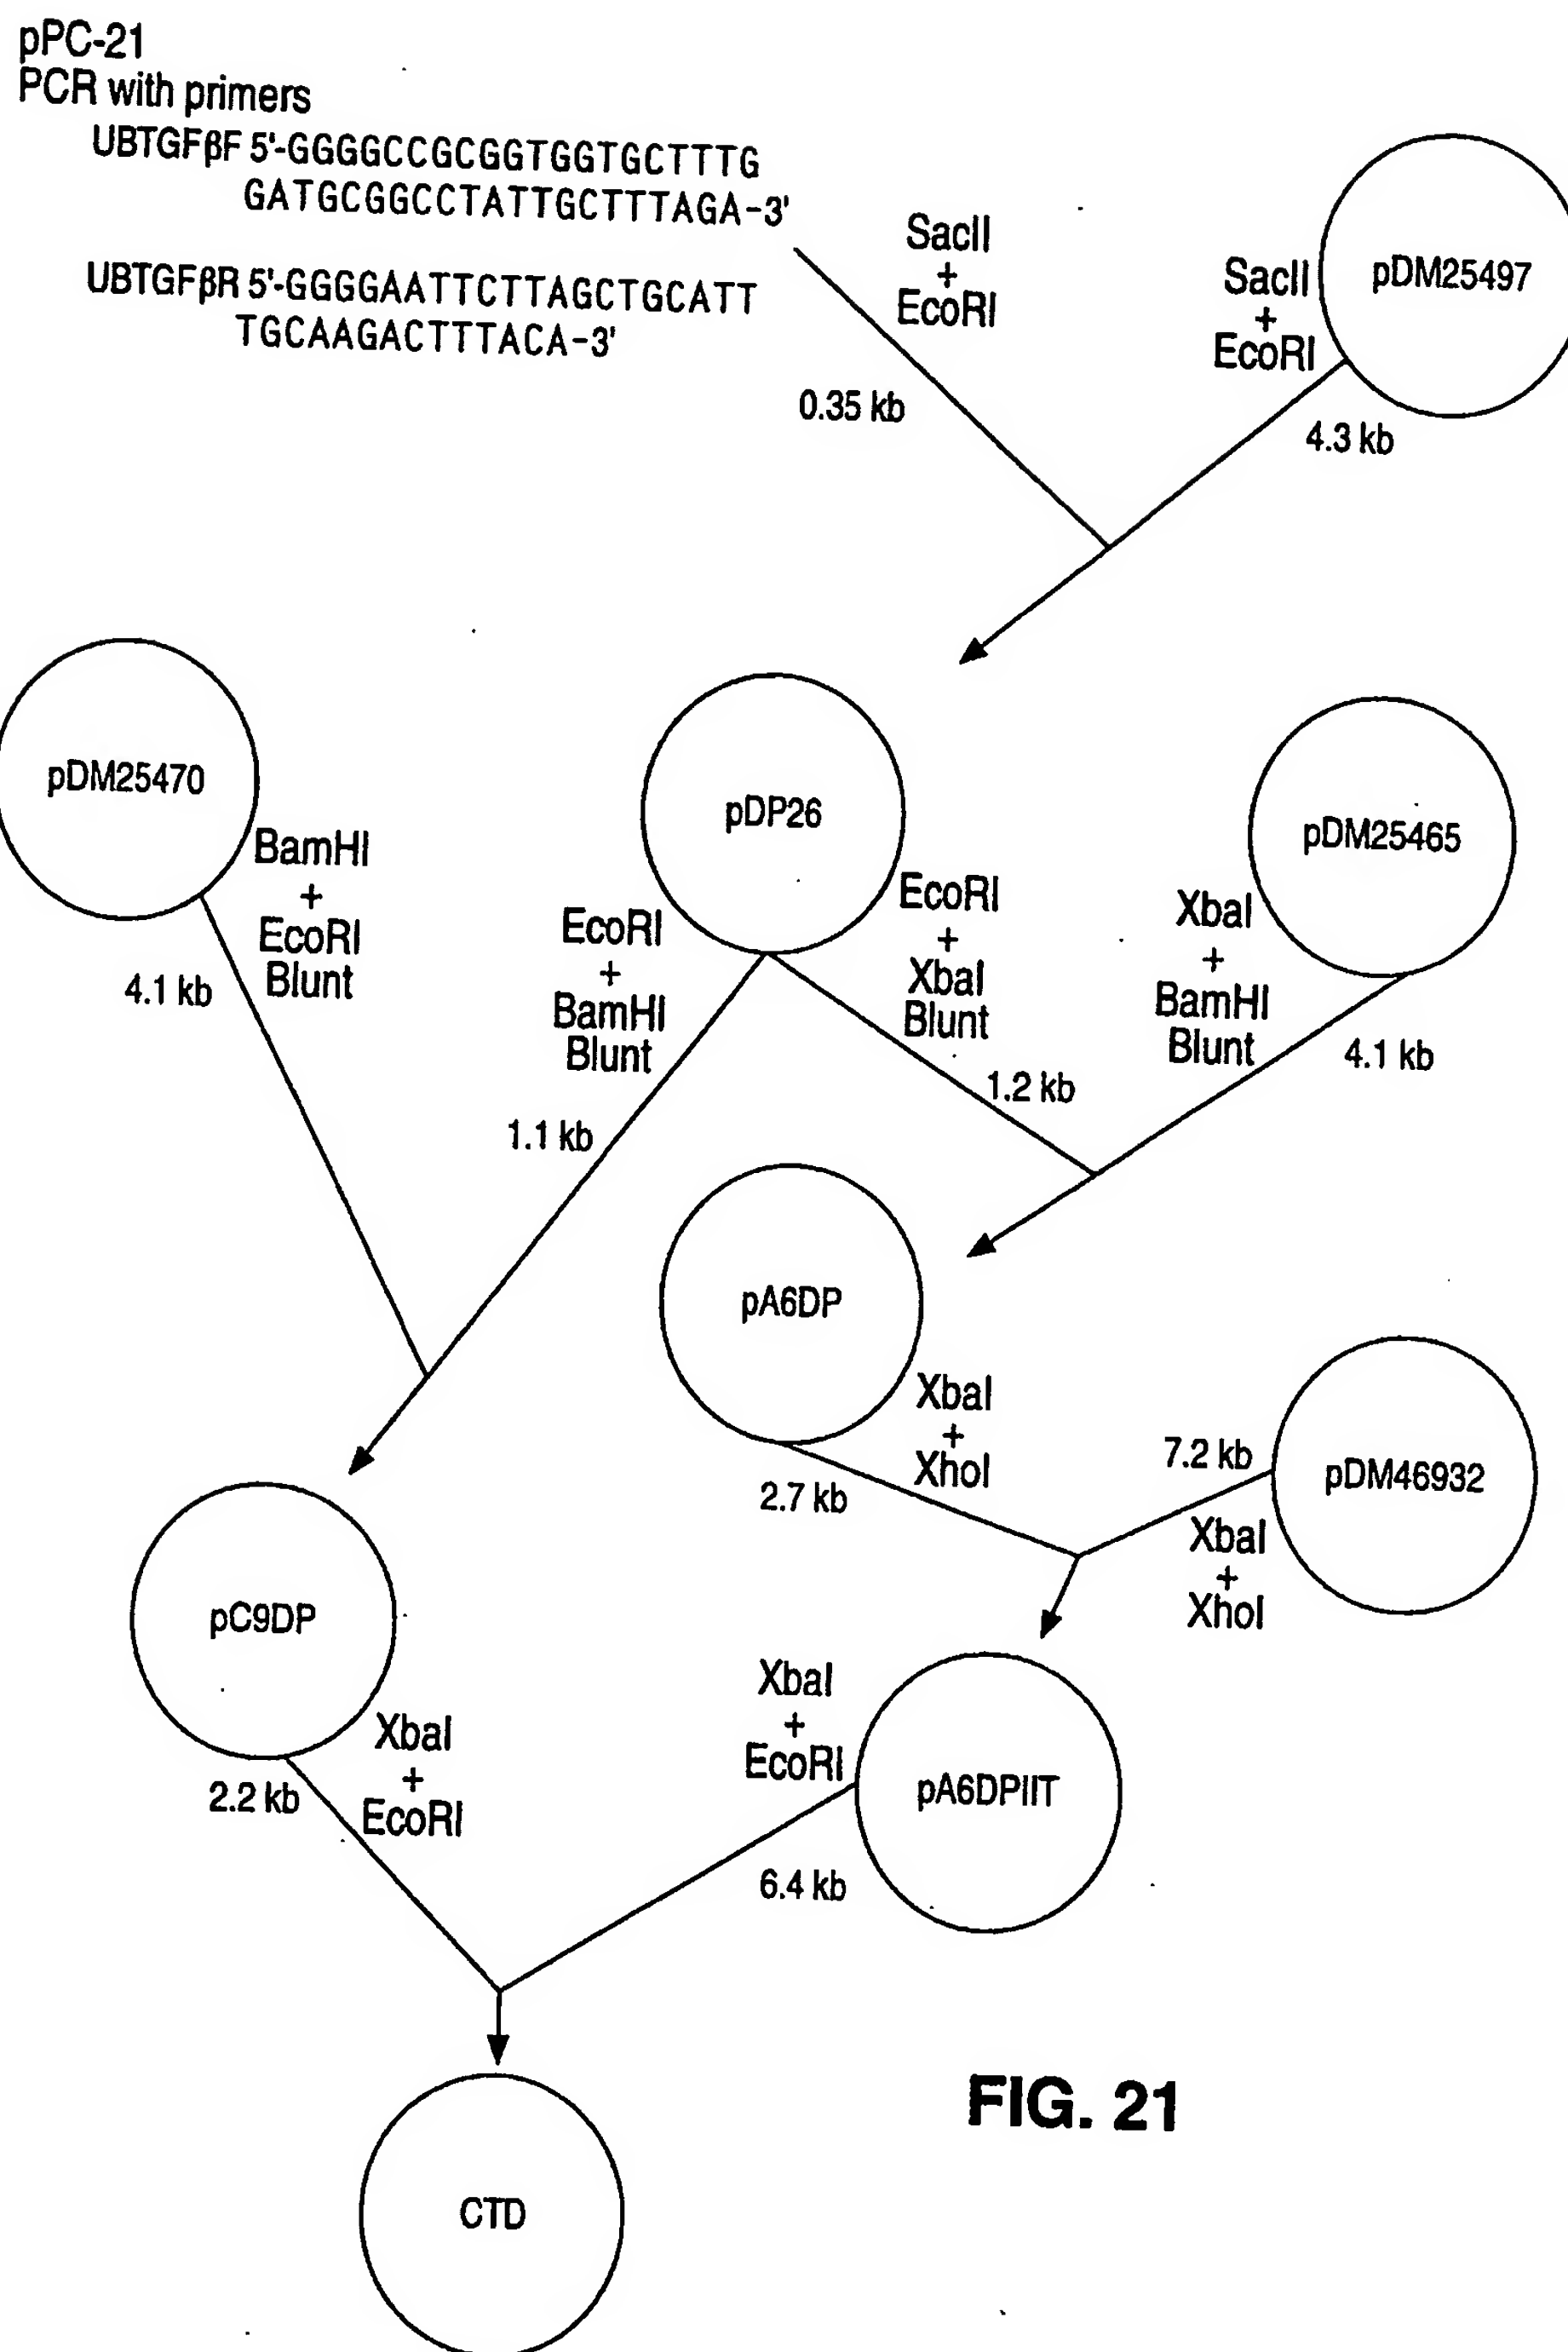 pPC-21
PCR with primers
UBTGFβF 5'-GGGGCCGCGGTGGTGCTTTG
GATGCGGCCTATTGCTTTAGA-3'
UBTGFβR 5'-GGGGAATTCTTAGCTGCATT
TGCAAGACTTTACA-3'
SacII
+
EcoRI
0.35 kb
SacII
+
EcoRI
pDM25497
4.3 kb
pDM25470
BamHI
+
EcoRI
Blunt
4.1 kb
pDP26
EcoRI
+
BamHI
Blunt
1.1 kb
EcoRI
+
XbaI
Blunt
1.2 kb
pDM25465
XbaI
+
BamHI
Blunt
4.1 kb
pA6DP
XbaI
+
XhoI
2.7 kb
7.2 kb
pDM46932
XbaI
+
XhoI
pC9DP
XbaI
+
EcoRI
2.2 kb
XbaI
+
EcoRI
pA6DPIIT
6.4 kb
CTD
FIG. 21